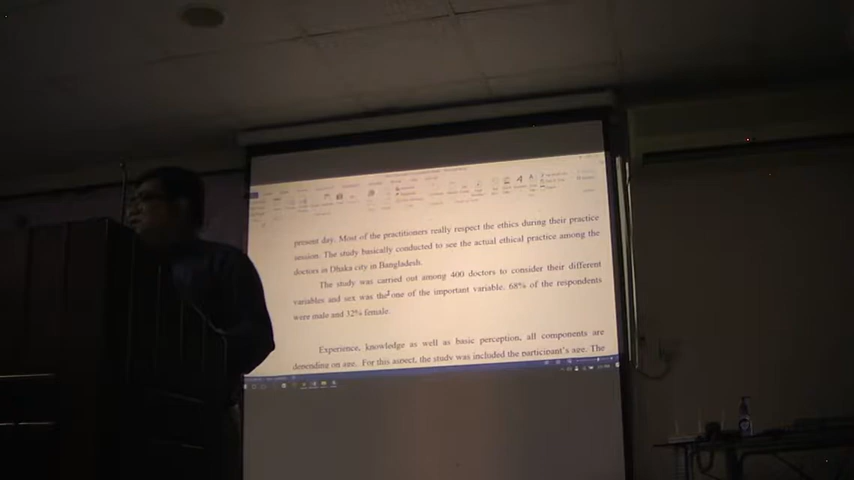 present day. Most of the practitioners really respect the ethics during their practice
session. The study basically conducted to see the actual ethical practice among the
doctors in Dhaka city in Bangladesh.
The study was carried out among 400 doctors to consider their different
variables and sex was the one of the important variable. 68% of the respondents
were male and 32% female.
Experience, knowledge as well as basic perception, all components are
depending on age. For this aspect, the study was included the participant's age. The